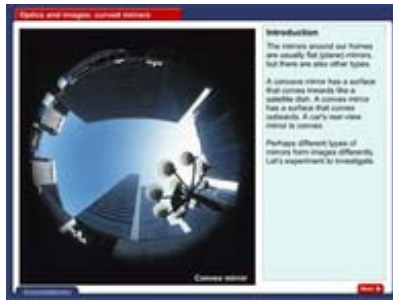 Optics and images: curved mirrors
Introduction
The mirrors around our homes
are usually flat (plane) mirrors,
but there are also other types.
A concave mirror has a surface
that curves inwards like a
satellite dish. A convex mirror
has a surface that curves
outwards. A car's rear-view
mirror is convex.
Perhaps different types of
mirrors form images differently.
Let's experiment to investigate.
Convex mirror
Next